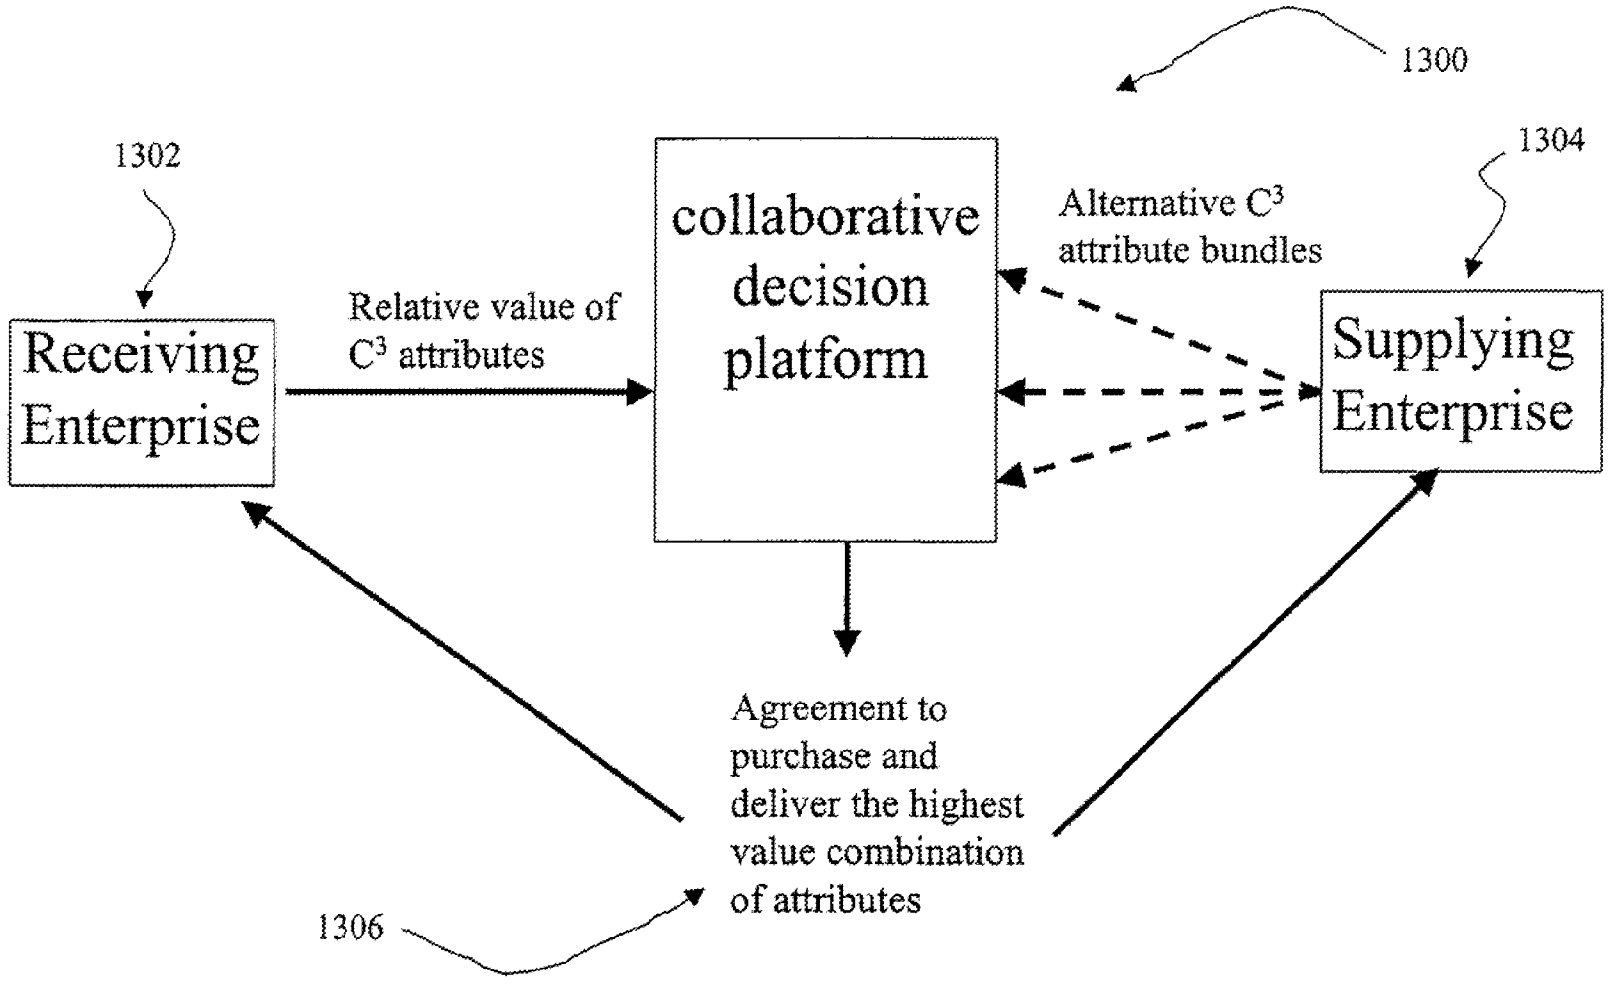 1300
1302
1304
collaborative
decision
platform
Alternative C³
attribute bundles
Relative value of
C³ attributes
Receiving
Enterprise
Supplying
Enterprise
Agreement to
purchase and
deliver the highest
value combination
of attributes
1306